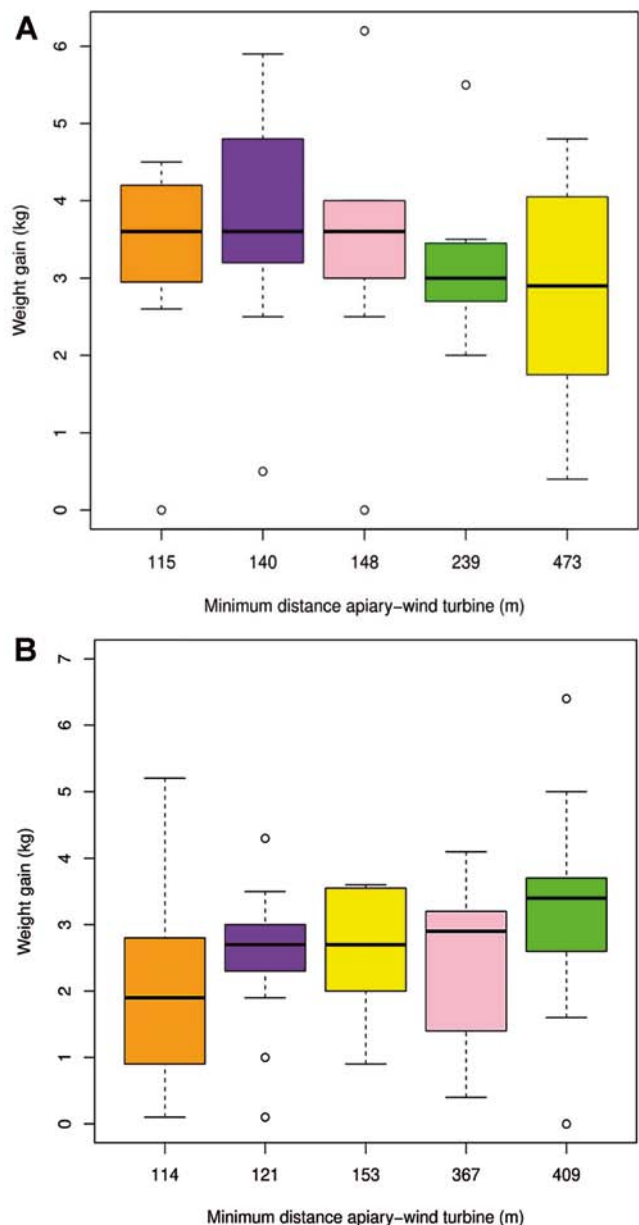 A
6
5
4
3
2
1
0
Weight gain (kg)
115 140 148 239 473
Minimum distance apiary-wind turbine (m)
B
7
6
5
4
3
2
1
0
Weight gain (kg)
114 121 153 367 409
Minimum distance apiary-wind turbine (m)